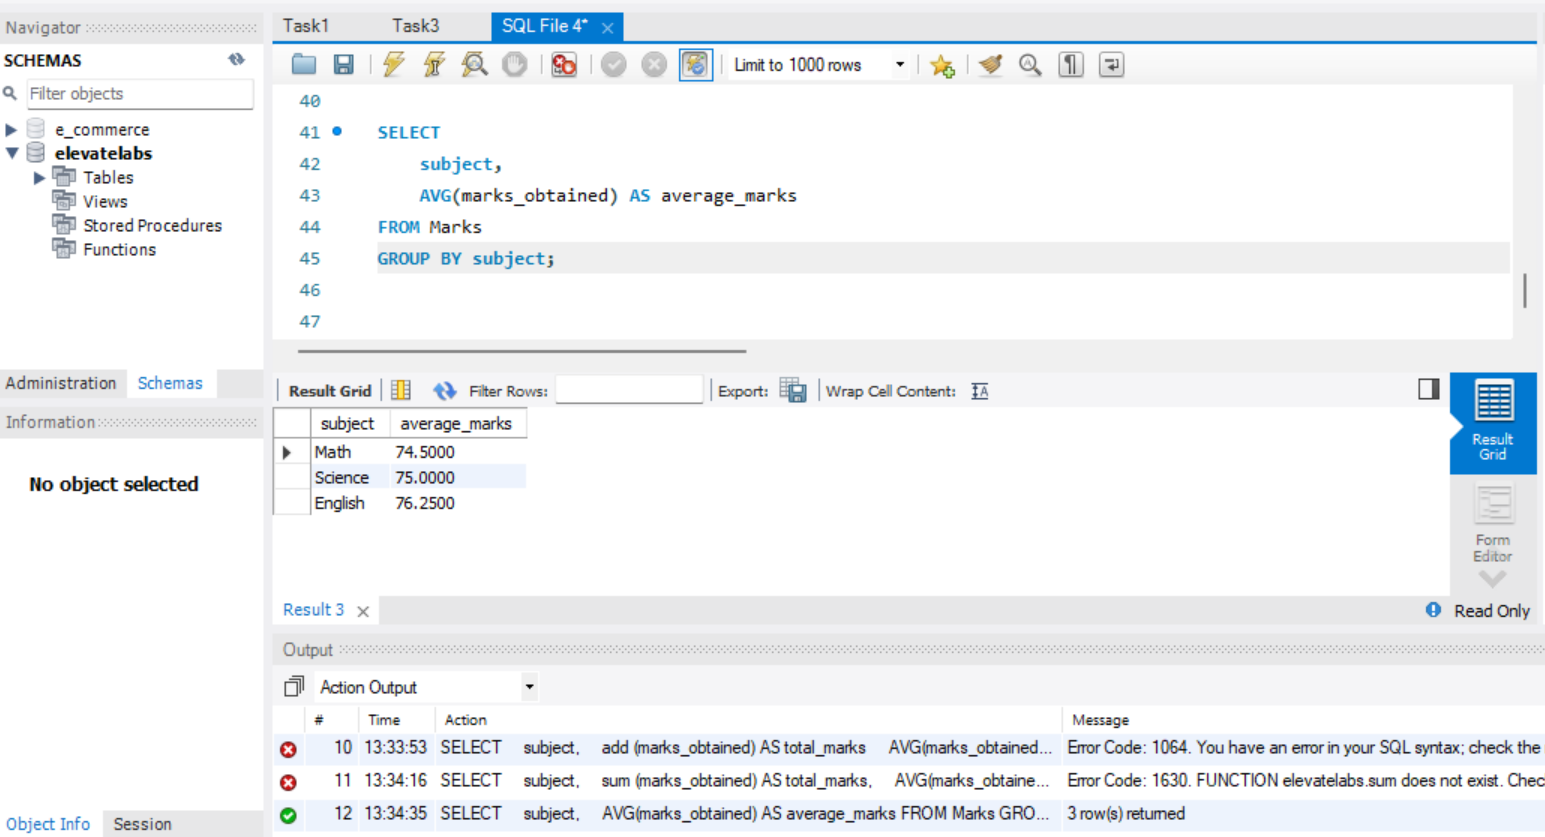 Navigator
SCHEMAS
Filter objects
e_commerce
elevatelabs
Tables
Views
Stored Procedures
Functions
Administration Schemas
Information
No object selected
Object Info Session
Task1 Task3 SQL File 4*
Limit to 1000 rows
40
41 SELECT
42 subject,
43 AVG(marks_obtained) AS average_marks
44 FROM Marks
45 GROUP BY subject;
46
47
Result Grid Filter Rows: Export: Wrap Cell Content:
subject average_marks
Math 74.5000
Science 75.0000
English 76.2500
Result
Grid
Form
Editor
Result 3
Read Only
Output
Action Output
# Time Action Message
10 13:33:53 SELECT subject, add (marks_obtained) AS total_marks AVG(marks_obtained... Error Code: 1064. You have an error in your SQL syntax; check the
11 13:34:16 SELECT subject, sum (marks_obtained) AS total_marks, AVG(marks_obtaine... Error Code: 1630. FUNCTION elevatelabs.sum does not exist. Chec
12 13:34:35 SELECT subject, AVG(marks_obtained) AS average_marks FROM Marks GRO... 3 row(s) returned